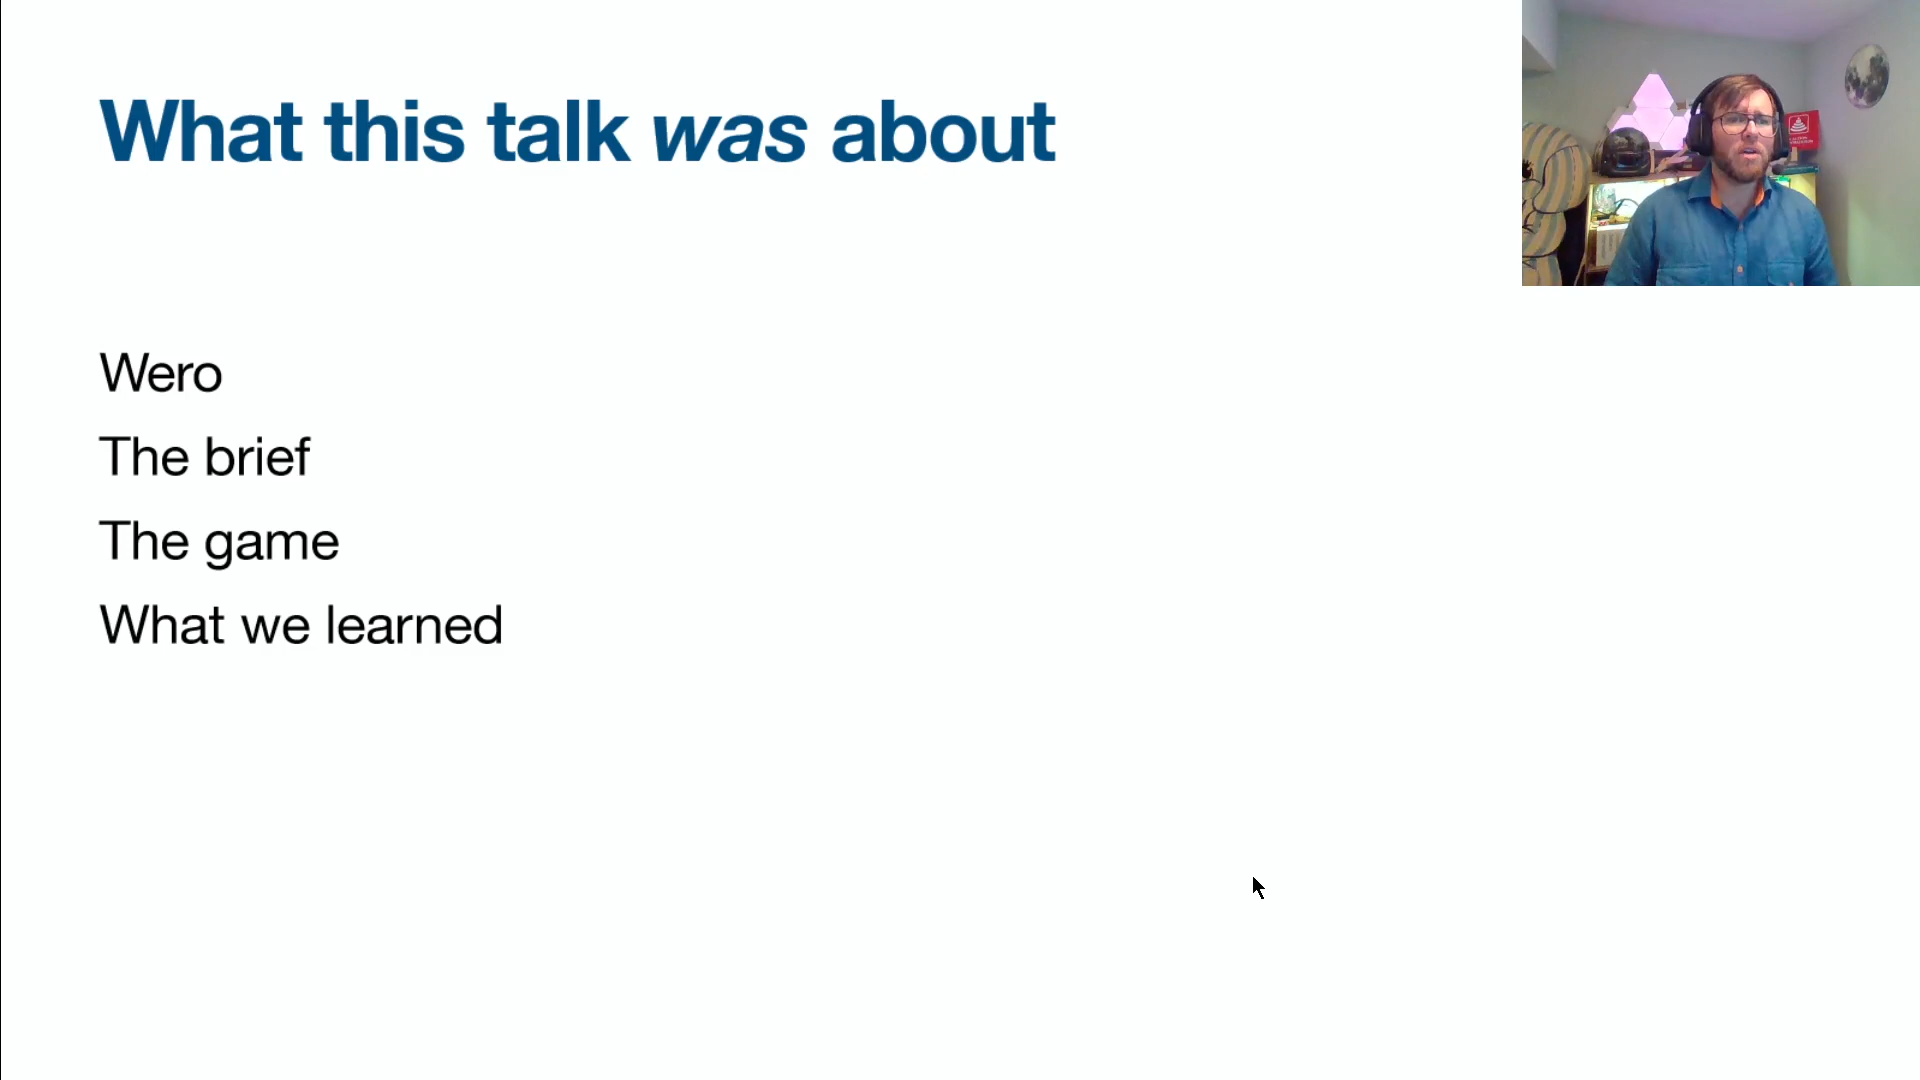 What this talk was about
Wero
The brief
The game
What we learned